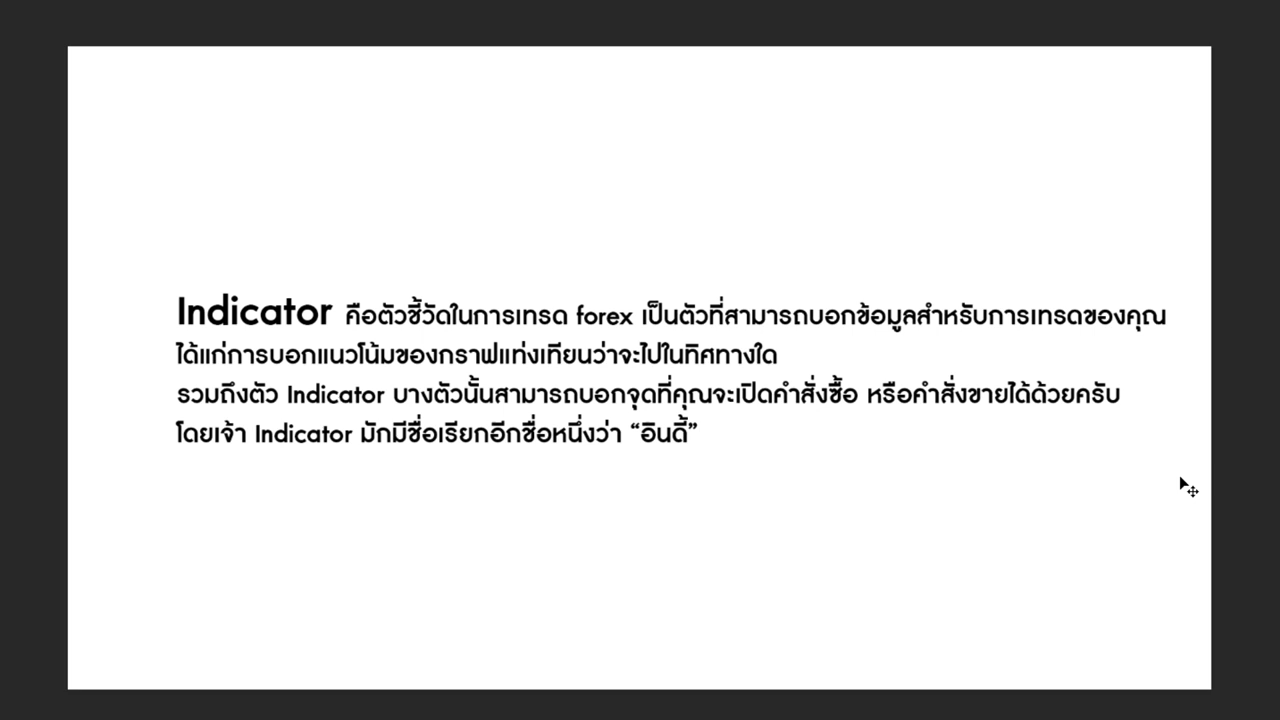 Indicator คือตัวชี้วัดในการเทรด forex เป็นตัวที่สามารถบอกข้อมูลสำหรับการเทรดของคุณ
ได้แก่การบอกแนวโน้มของกราฟแท่งเทียนว่าจะไปในทิศทางใด
รวมถึงตัว Indicator บางตัวนั้นสามารถบอกจุดที่คุณจะเปิดคำสั่งซื้อ หรือคำสั่งขายได้ด้วยครับ
โดยเจ้า Indicator มักมีชื่อเรียกอีกชื่อหนึ่งว่า “อินดี้”